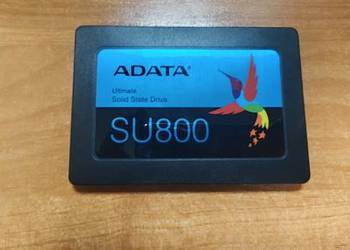 ADATA
Ultimate
Solid State Drive
SU800